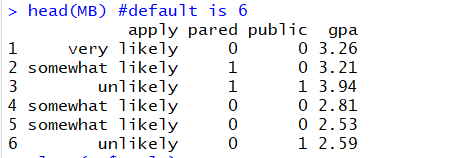 > head(MB) #default is 6
apply pared public gpa
1 very likely 0 0 3.26
2 somewhat likely 1 0 3.21
3 unlikely 1 1 3.94
4 somewhat likely 0 0 2.81
5 somewhat likely 0 0 2.53
6 unlikely 0 1 2.59